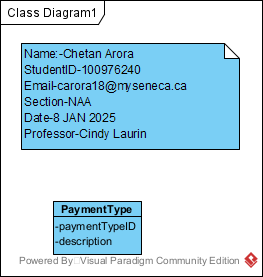 Class Diagram1
Name:-Chetan Arora
StudentID-100976240
Email-carora18@myseneca.ca
Section-NAA
Date-8 JAN 2025
Professor-Cindy Laurin
PaymentType
-paymentTypeID
-description
Powered By Visual Paradigm Community Edition